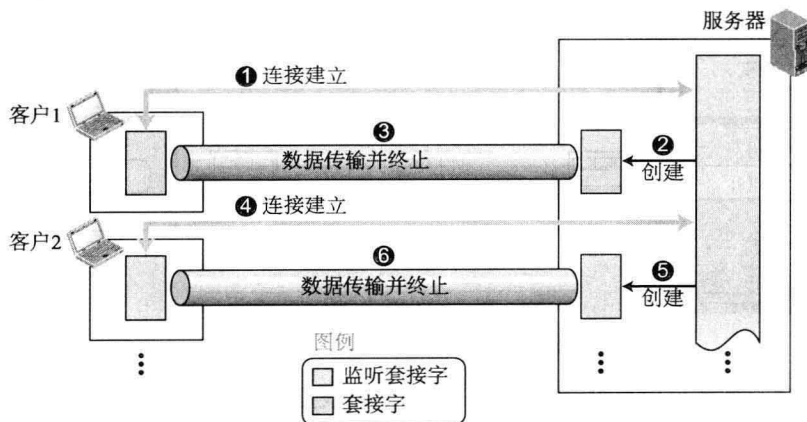 服务器
❶ 连接建立
客户1
❸
数据传输并终止
❷
创建
❹ 连接建立
客户2
❻
数据传输并终止
❺
创建
图例
监听套接字
套接字